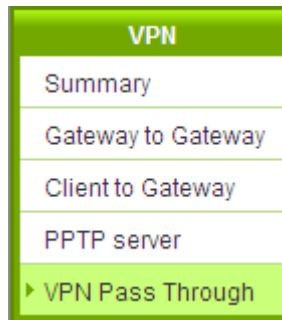 VPN
Summary
Gateway to Gateway
Client to Gateway
PPTP server
VPN Pass Through